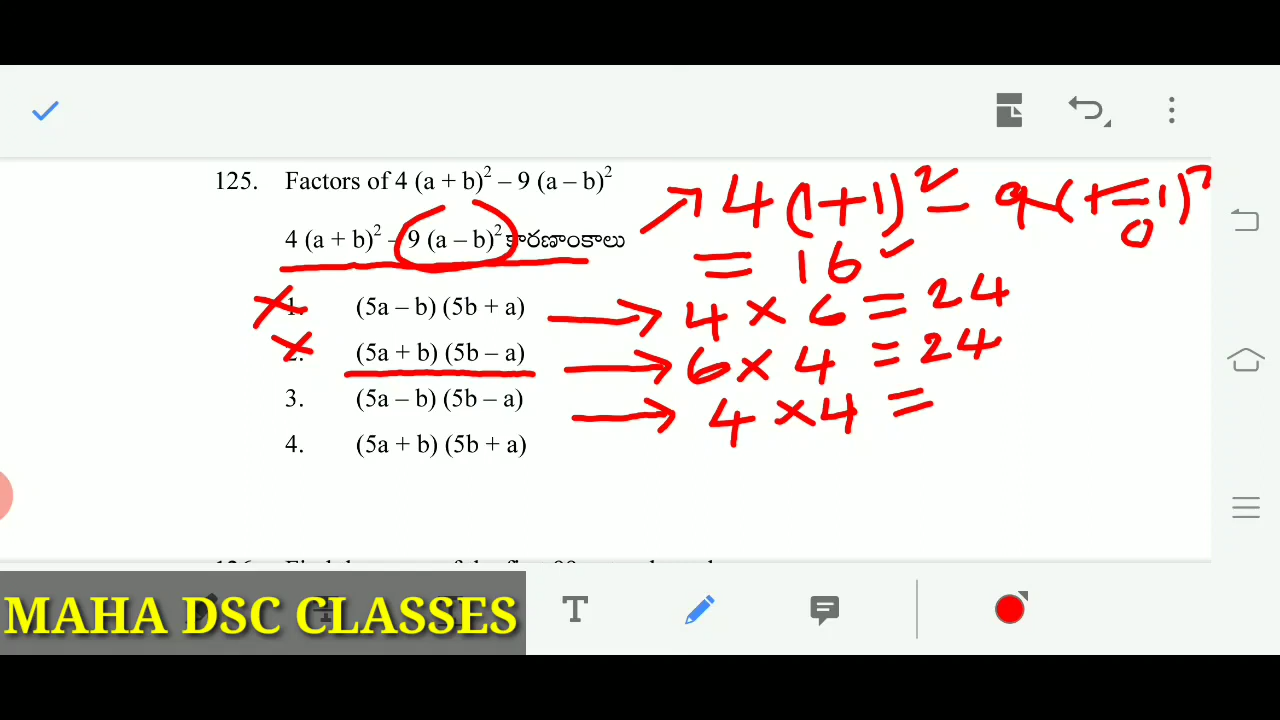 125. Factors of 4 (a + b)² – 9 (a – b)²
4 (a + b)² – 9 (a – b)² కారణాంకాలు
4(1+1)² – 9(1–1)²
0
= 16
1. (5a – b) (5b + a)
4 × 6 = 24
2. (5a + b) (5b – a)
6 × 4 = 24
3. (5a – b) (5b – a)
4 × 4 =
4. (5a + b) (5b + a)
MAHA DSC CLASSES
T